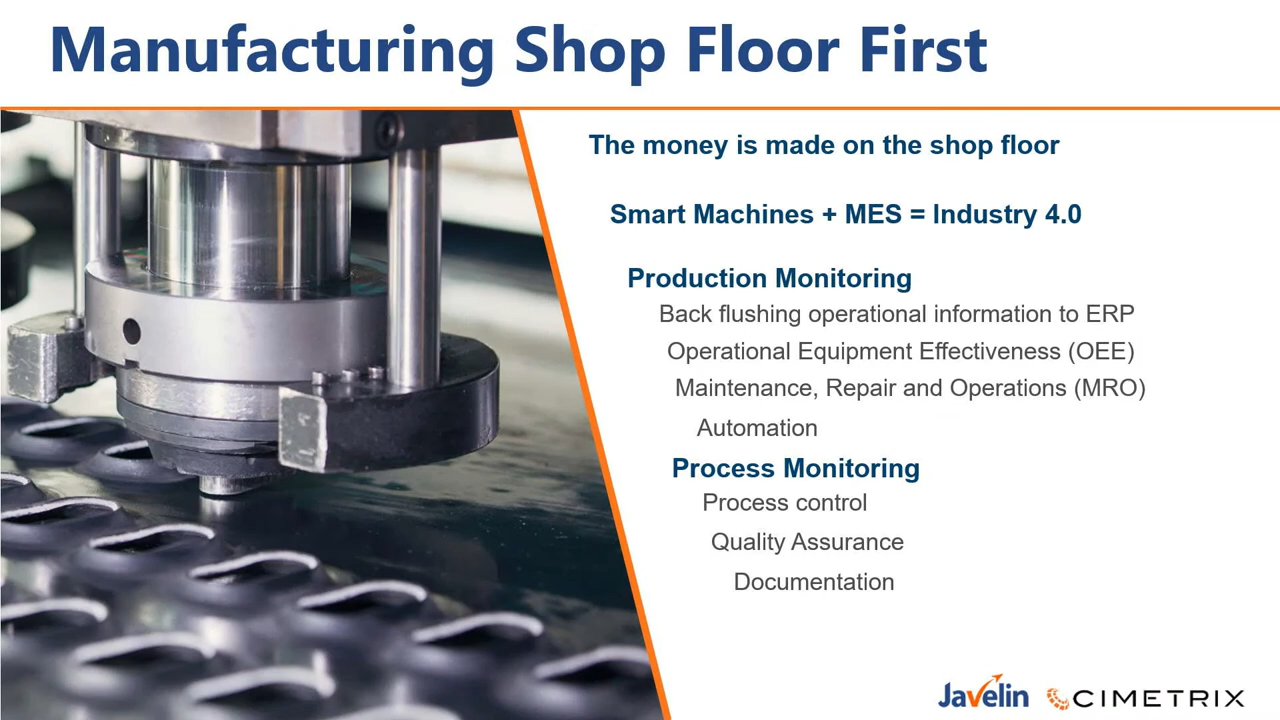 Manufacturing Shop Floor First
The money is made on the shop floor
Smart Machines + MES = Industry 4.0
Production Monitoring
Back flushing operational information to ERP
Operational Equipment Effectiveness (OEE)
Maintenance, Repair and Operations (MRO)
Automation
Process Monitoring
Process control
Quality Assurance
Documentation
Javelin CIMETRIX